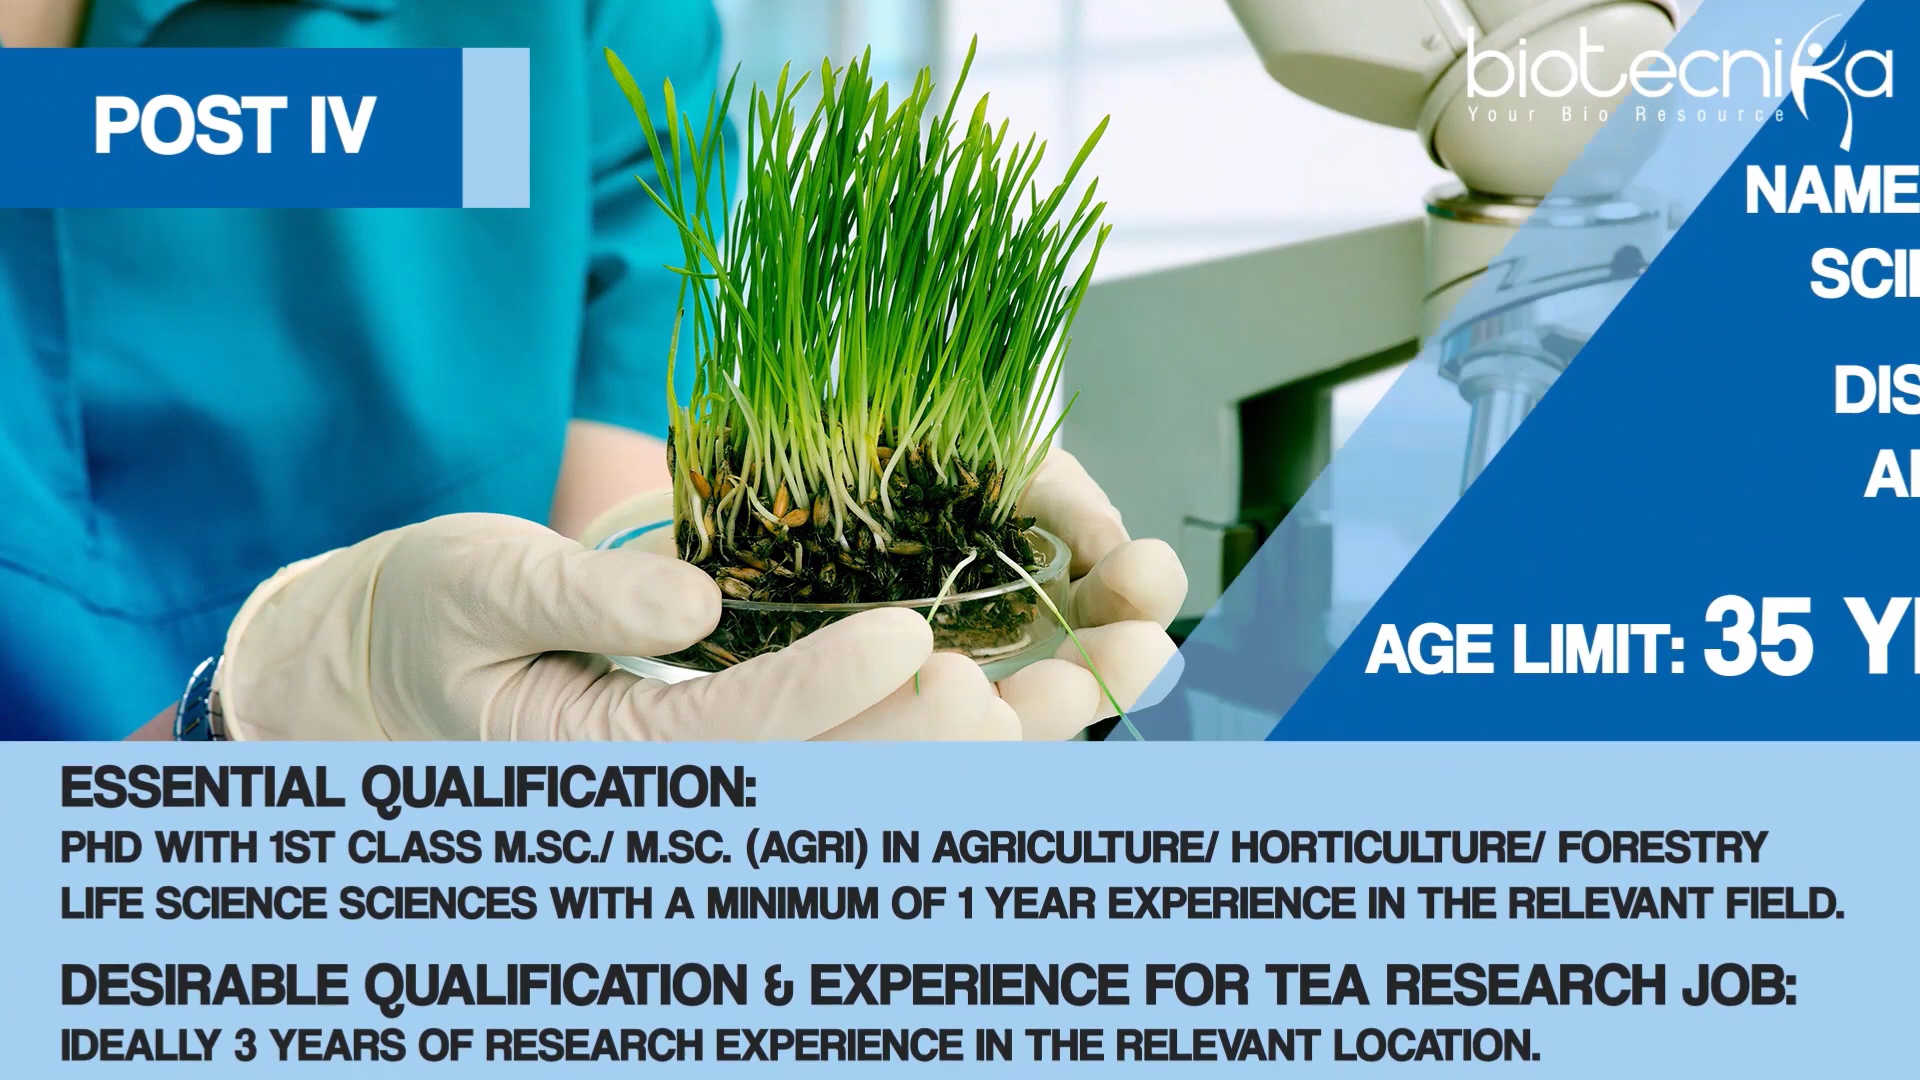 POST IV
biotecnika
Your Bio Resource
NAME
AGE LIMIT: 35
ESSENTIAL QUALIFICATION:
PHD WITH 1ST CLASS M.SC./ M.SC. (AGRI) IN AGRICULTURE/ HORTICULTURE/ FORESTRY
LIFE SCIENCE SCIENCES WITH A MINIMUM OF 1 YEAR EXPERIENCE IN THE RELEVANT FIELD.
DESIRABLE QUALIFICATION & EXPERIENCE FOR TEA RESEARCH JOB:
IDEALLY 3 YEARS OF RESEARCH EXPERIENCE IN THE RELEVANT LOCATION.